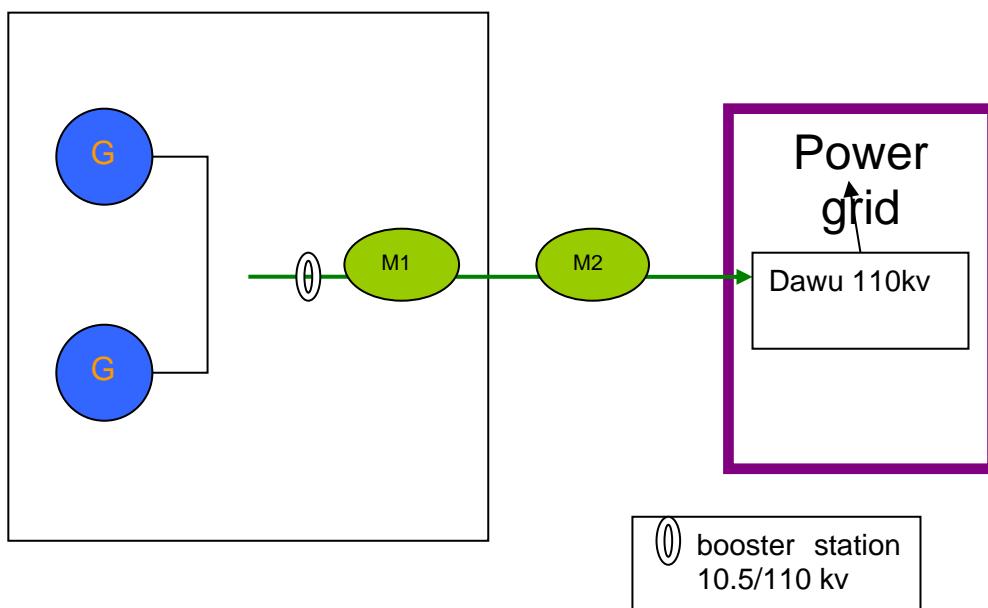 G
G
M1
M2
Power
grid
Dawu 110kv
booster station
10.5/110 kv